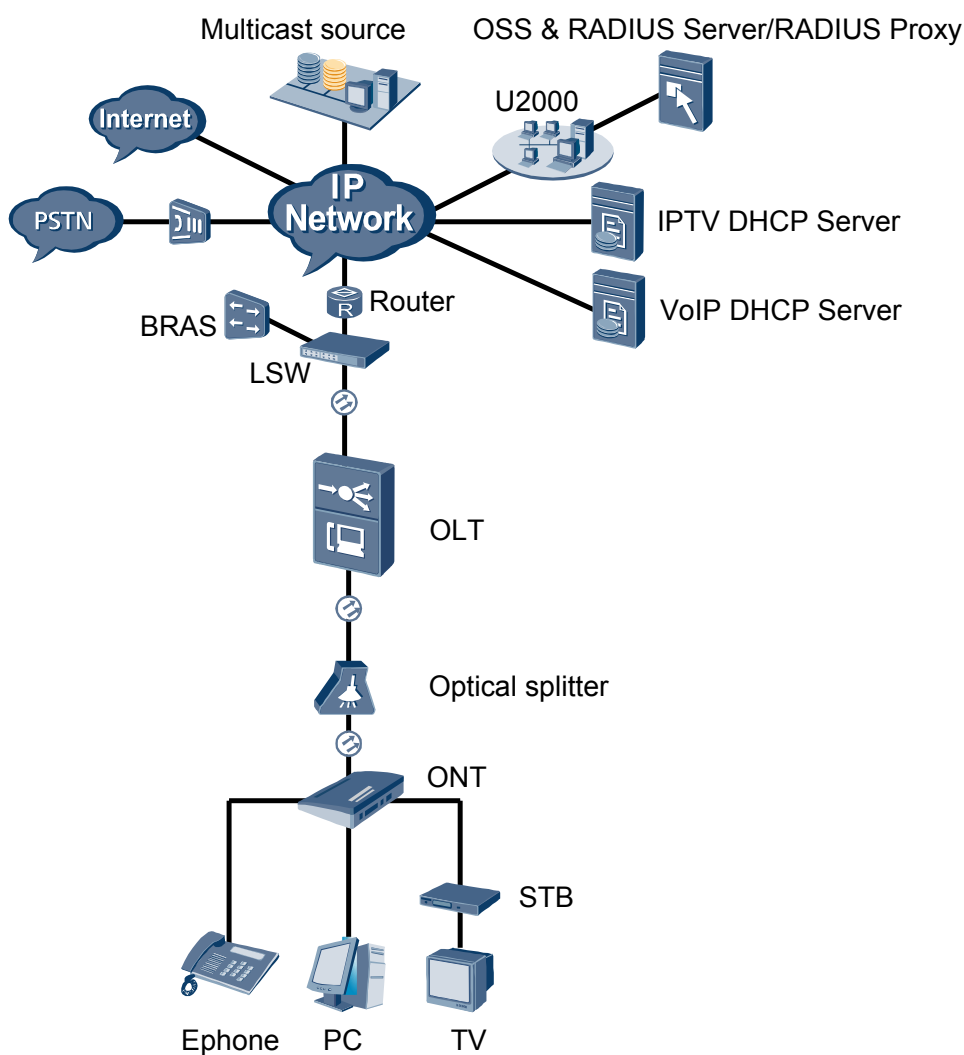 Multicast source
OSS & RADIUS Server/RADIUS Proxy
U2000
Internet
IP
Network
PSTN
IPTV DHCP Server
VoIP DHCP Server
Router
R
BRAS
LSW
OLT
Optical splitter
ONT
STB
Ephone
PC
TV